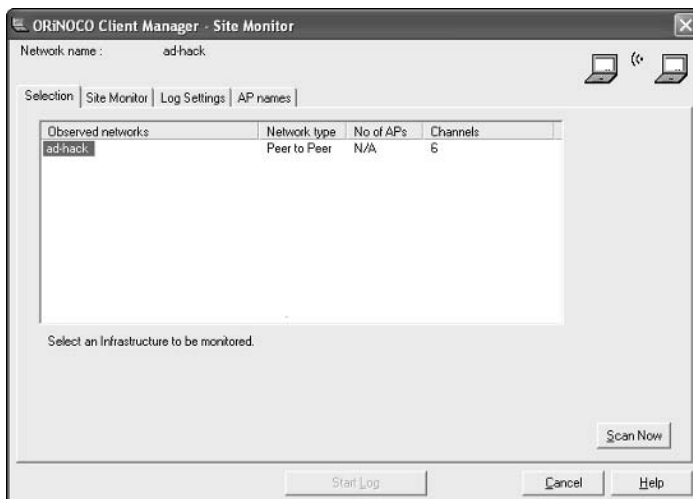 ORiNOCO Client Manager - Site Monitor
Network name : ad-hack
Selection Site Monitor Log Settings AP names
Observed networks Network type No of APs Channels
ad-hack Peer to Peer N/A 6
Select an Infrastructure to be monitored.
Scan Now
Start Log Cancel Help